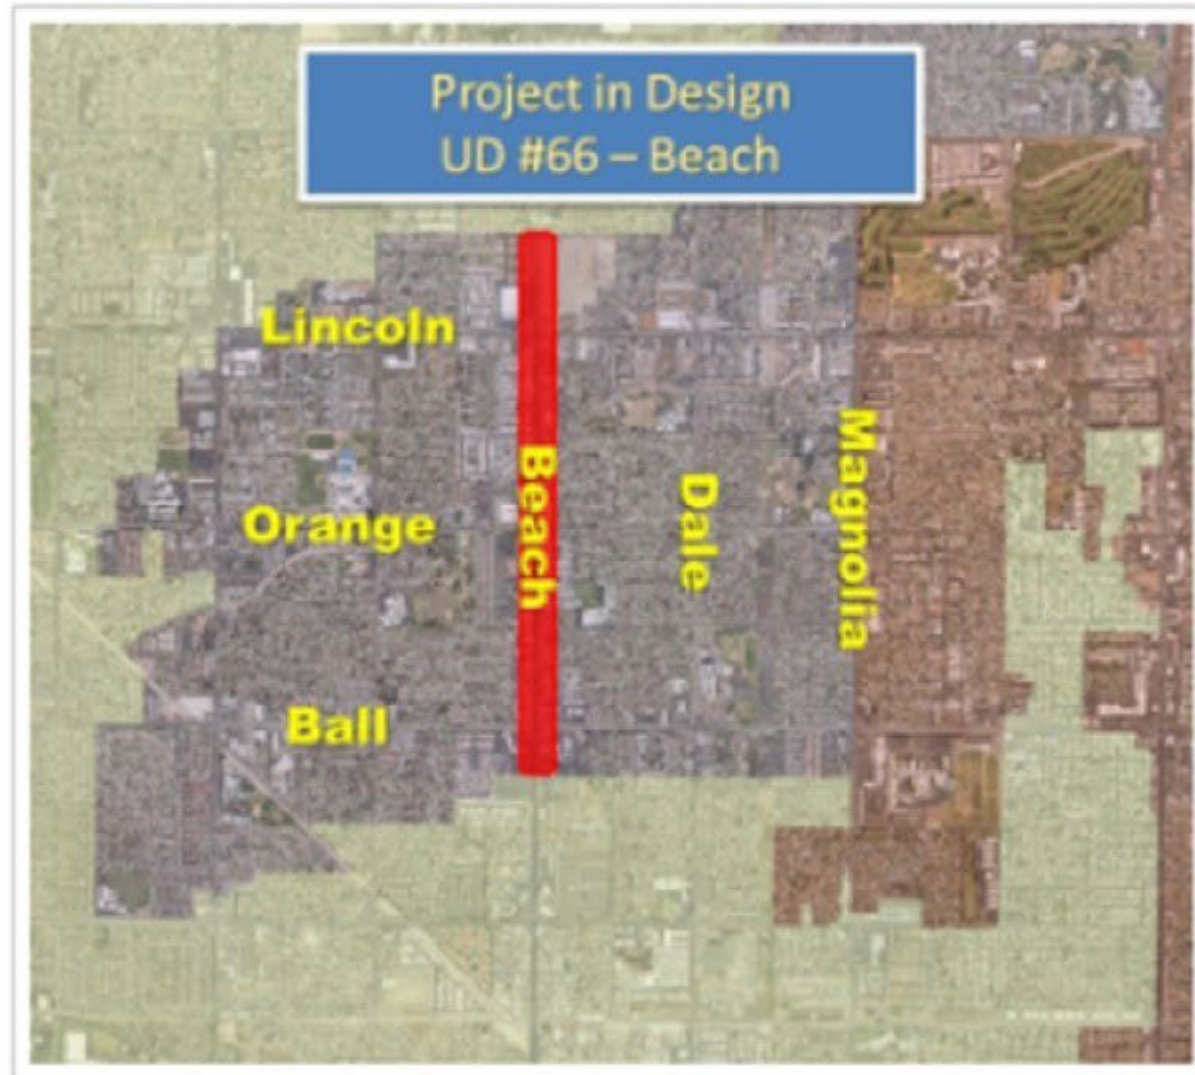 Project in Design
UD #66 – Beach
Lincoln
Orange
Ball
Beach
Dale
Magnolia